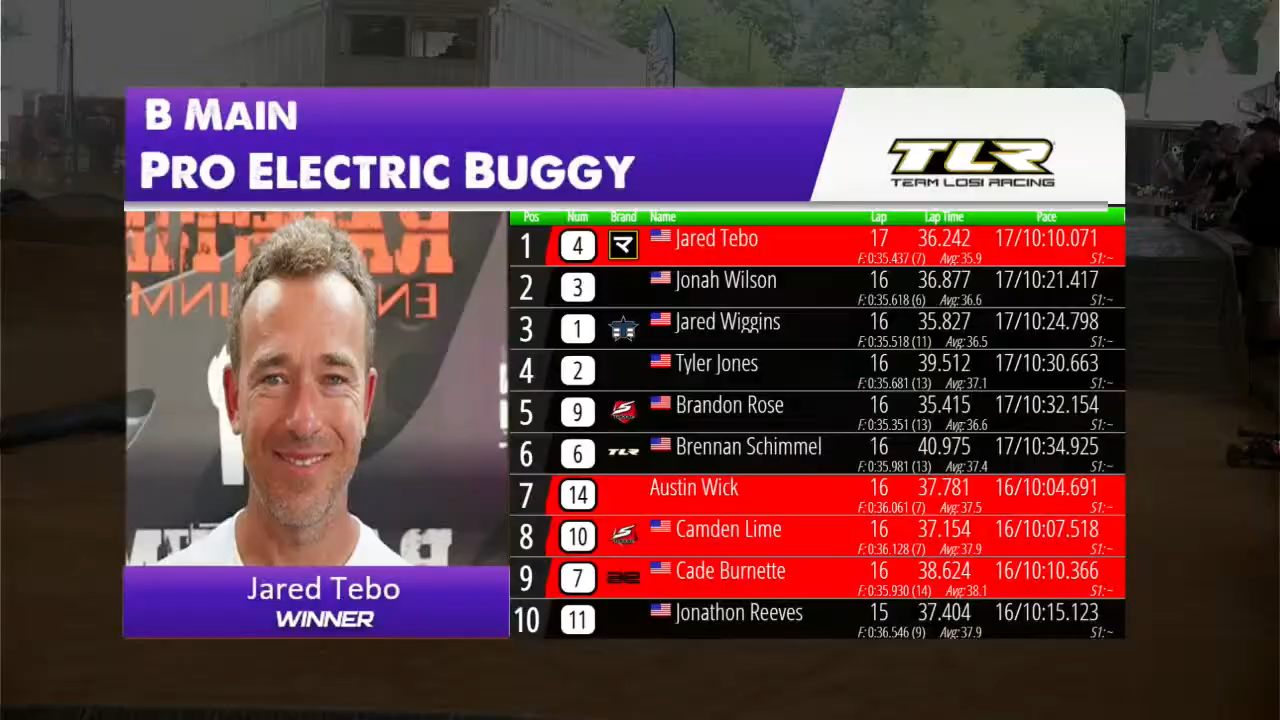 B MAIN
PRO ELECTRIC BUGGY
TLR
TEAM LOSI RACING
Pos Num Brand Name Lap Lap Time Pace
1 4 Jared Tebo 17 36.242 17/10:10.071
F: 0:35.437 (7) Avg: 35.9 S1:~
2 3 Jonah Wilson 16 36.877 17/10:21.417
F: 0:35.618 (6) Avg: 36.6 S1:~
3 1 Jared Wiggins 16 35.827 17/10:24.798
F: 0:35.518 (11) Avg: 36.5 S1:~
4 2 Tyler Jones 16 39.512 17/10:30.663
F: 0:35.681 (13) Avg: 37.1 S1:~
5 9 Brandon Rose 16 35.415 17/10:32.154
F: 0:35.351 (13) Avg: 36.6 S1:~
6 6 TLR Brennan Schimmel 16 40.975 17/10:34.925
F: 0:35.981 (13) Avg: 37.4 S1:~
7 14 Austin Wick 16 37.781 16/10:04.691
F: 0:36.061 (7) Avg: 37.5 S1:~
8 10 Camden Lime 16 37.154 16/10:07.518
F: 0:36.128 (7) Avg: 37.9 S1:~
9 7 Cade Burnette 16 38.624 16/10:10.366
F: 0:35.930 (14) Avg: 38.1 S1:~
10 11 Jonathon Reeves 15 37.404 16/10:15.123
F: 0:36.546 (9) Avg: 37.9 S1:~
Jared Tebo
WINNER